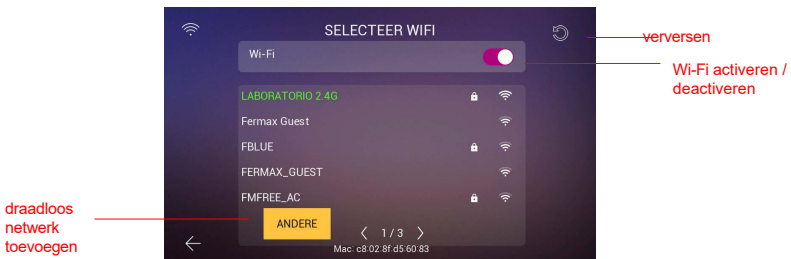 SELECTEER WIFI
verversen
Wi-Fi
Wi-Fi activeren /
deactiveren
LABORATORIO 2.4G
Fermax Guest
FBLUE
FERMAX_GUEST
FMFREE_AC
draadloos
netwerk
toevoegen
ANDERE
1 / 3
Mac: c8:02:8f:d5:60:83